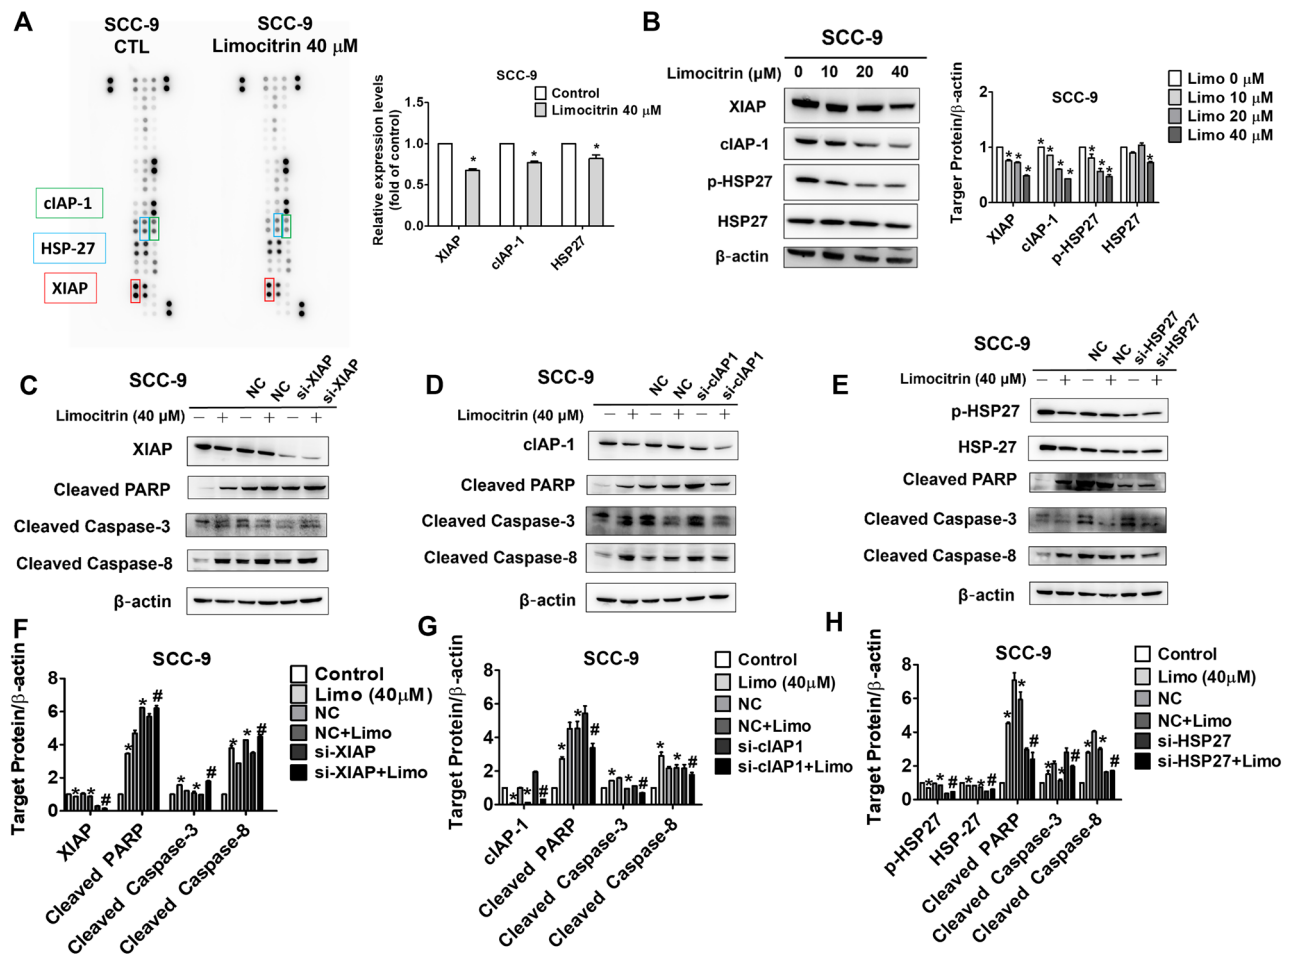 A
SCC-9
CTL
SCC-9
Limocitrin 40 μM
cIAP-1
HSP-27
XIAP
SCC-9
Control
Limocitrin 40 μM
Relative expression levels
(fold of control)
1.5
1.0
0.5
0.0
* * *
XIAP
cIAP-1
HSP27
B
SCC-9
Limocitrin (μM) 0 10 20 40
XIAP
cIAP-1
p-HSP27
HSP27
β-actin
SCC-9
Limo 0 μM
Limo 10 μM
Limo 20 μM
Limo 40 μM
Targer Protein/β-actin
2
1
0
* * * * * * * * * * *
XIAP
cIAP-1
p-HSP27
HSP27
C
SCC-9
NC NC si-XIAP si-XIAP
Limocitrin (40 μM) − + − + − +
XIAP
Cleaved PARP
Cleaved Caspase-3
Cleaved Caspase-8
β-actin
D
SCC-9
NC NC si-cIAP1 si-cIAP1
Limocitrin (40 μM) − + − + − +
cIAP-1
Cleaved PARP
Cleaved Caspase-3
Cleaved Caspase-8
β-actin
E
SCC-9
NC NC si-HSP27 si-HSP27
Limocitrin (40 μM) − + − + − +
p-HSP27
HSP-27
Cleaved PARP
Cleaved Caspase-3
Cleaved Caspase-8
β-actin
F
SCC-9
Control
Limo (40μM)
NC
NC+Limo
si-XIAP
si-XIAP+Limo
Target Protein/β-actin
8
6
4
2
0
* * # * * # * * # * * #
XIAP
Cleaved PARP
Cleaved Caspase-3
Cleaved Caspase-8
G
SCC-9
Control
Limo (40μM)
NC
NC+Limo
si-cIAP1
si-cIAP1+Limo
Target Protein/β-actin
8
6
4
2
0
* * # * * # * * # * * #
cIAP-1
Cleaved PARP
Cleaved Caspase-3
Cleaved Caspase-8
H
SCC-9
Control
Limo (40μM)
NC
NC+Limo
si-HSP27
si-HSP27+Limo
Target Protein/β-actin
8
6
4
2
0
* * # * * # * * # * * # * * #
p-HSP27
HSP-27
Cleaved PARP
Cleaved Caspase-3
Cleaved Caspase-8